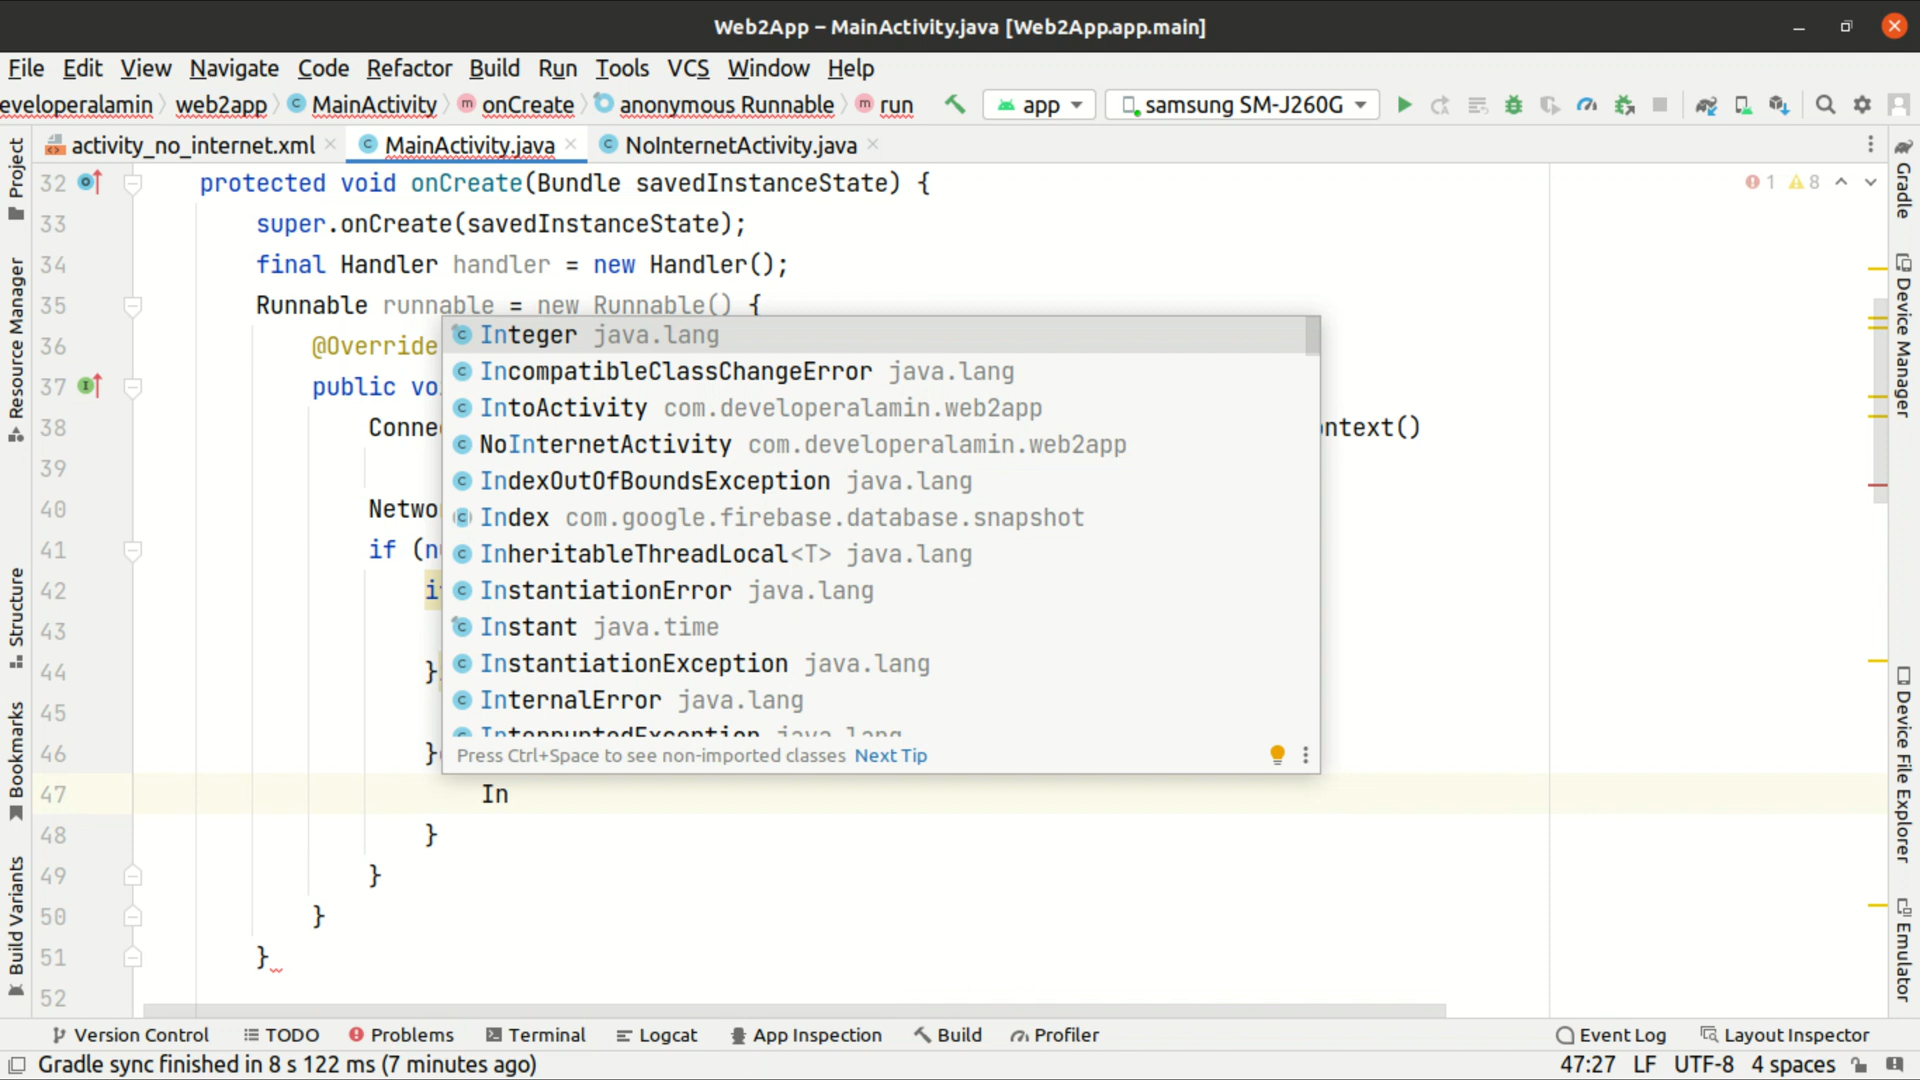 Web2App – MainActivity.java [Web2App.app.main]
File Edit View Navigate Code Refactor Build Run Tools VCS Window Help
eveloperalamin web2app MainActivity onCreate anonymous Runnable run app samsung SM-J260G
activity_no_internet.xml MainActivity.java NoInternetActivity.java
32 protected void onCreate(Bundle savedInstanceState) { 1 8
33 super.onCreate(savedInstanceState);
34 final Handler handler = new Handler();
35 Runnable runnable = new Runnable() {
36 @Override
37 public
38 ntext()
39
40
41 if
42
43
44 }
45
46 }
47 In
48 }
49 }
50 }
51 }
52
Integer java.lang
IncompatibleClassChangeError java.lang
IntoActivity com.developeralamin.web2app
NoInternetActivity com.developeralamin.web2app
IndexOutOfBoundsException java.lang
Index com.google.firebase.database.snapshot
InheritableThreadLocal<T> java.lang
InstantiationError java.lang
Instant java.time
InstantiationException java.lang
InternalError java.lang
InterruptedException java.lang
Press Ctrl+Space to see non-imported classes Next Tip
Project
Resource Manager
Structure
Bookmarks
Build Variants
Gradle
Device Manager
Device File Explorer
Emulator
Version Control TODO Problems Terminal Logcat App Inspection Build Profiler Event Log Layout Inspector
Gradle sync finished in 8 s 122 ms (7 minutes ago) 47:27 LF UTF-8 4 spaces